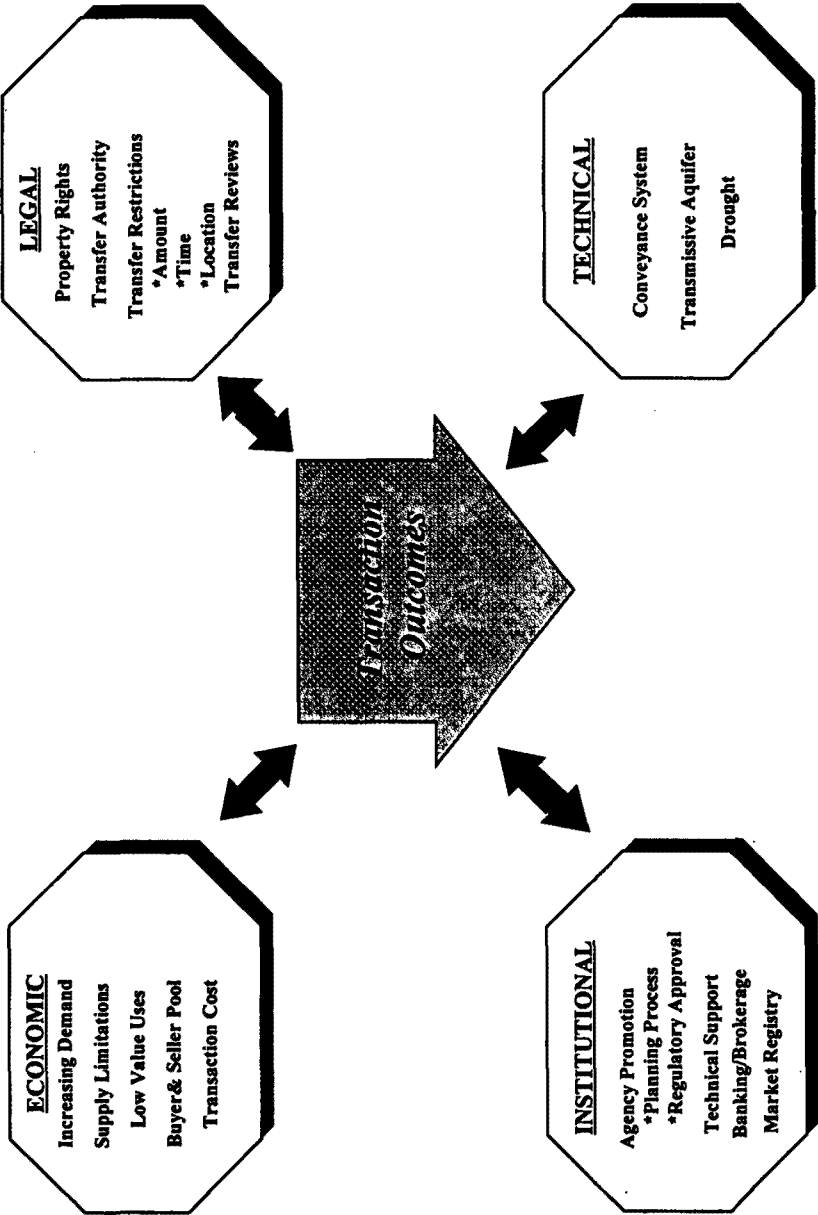 ECONOMIC
Increasing Demand
Supply Limitations
Low Value Uses
Buyer& Seller Pool
Transaction Cost
LEGAL
Property Rights
Transfer Authority
Transfer Restrictions
*Amount
*Time
*Location
Transfer Reviews
Transaction
Outcomes
INSTITUTIONAL
Agency Promotion
*Planning Process
*Regulatory Approval
Technical Support
Banking/Brokerage
Market Registry
TECHNICAL
Conveyance System
Transmissive Aquifer
Drought